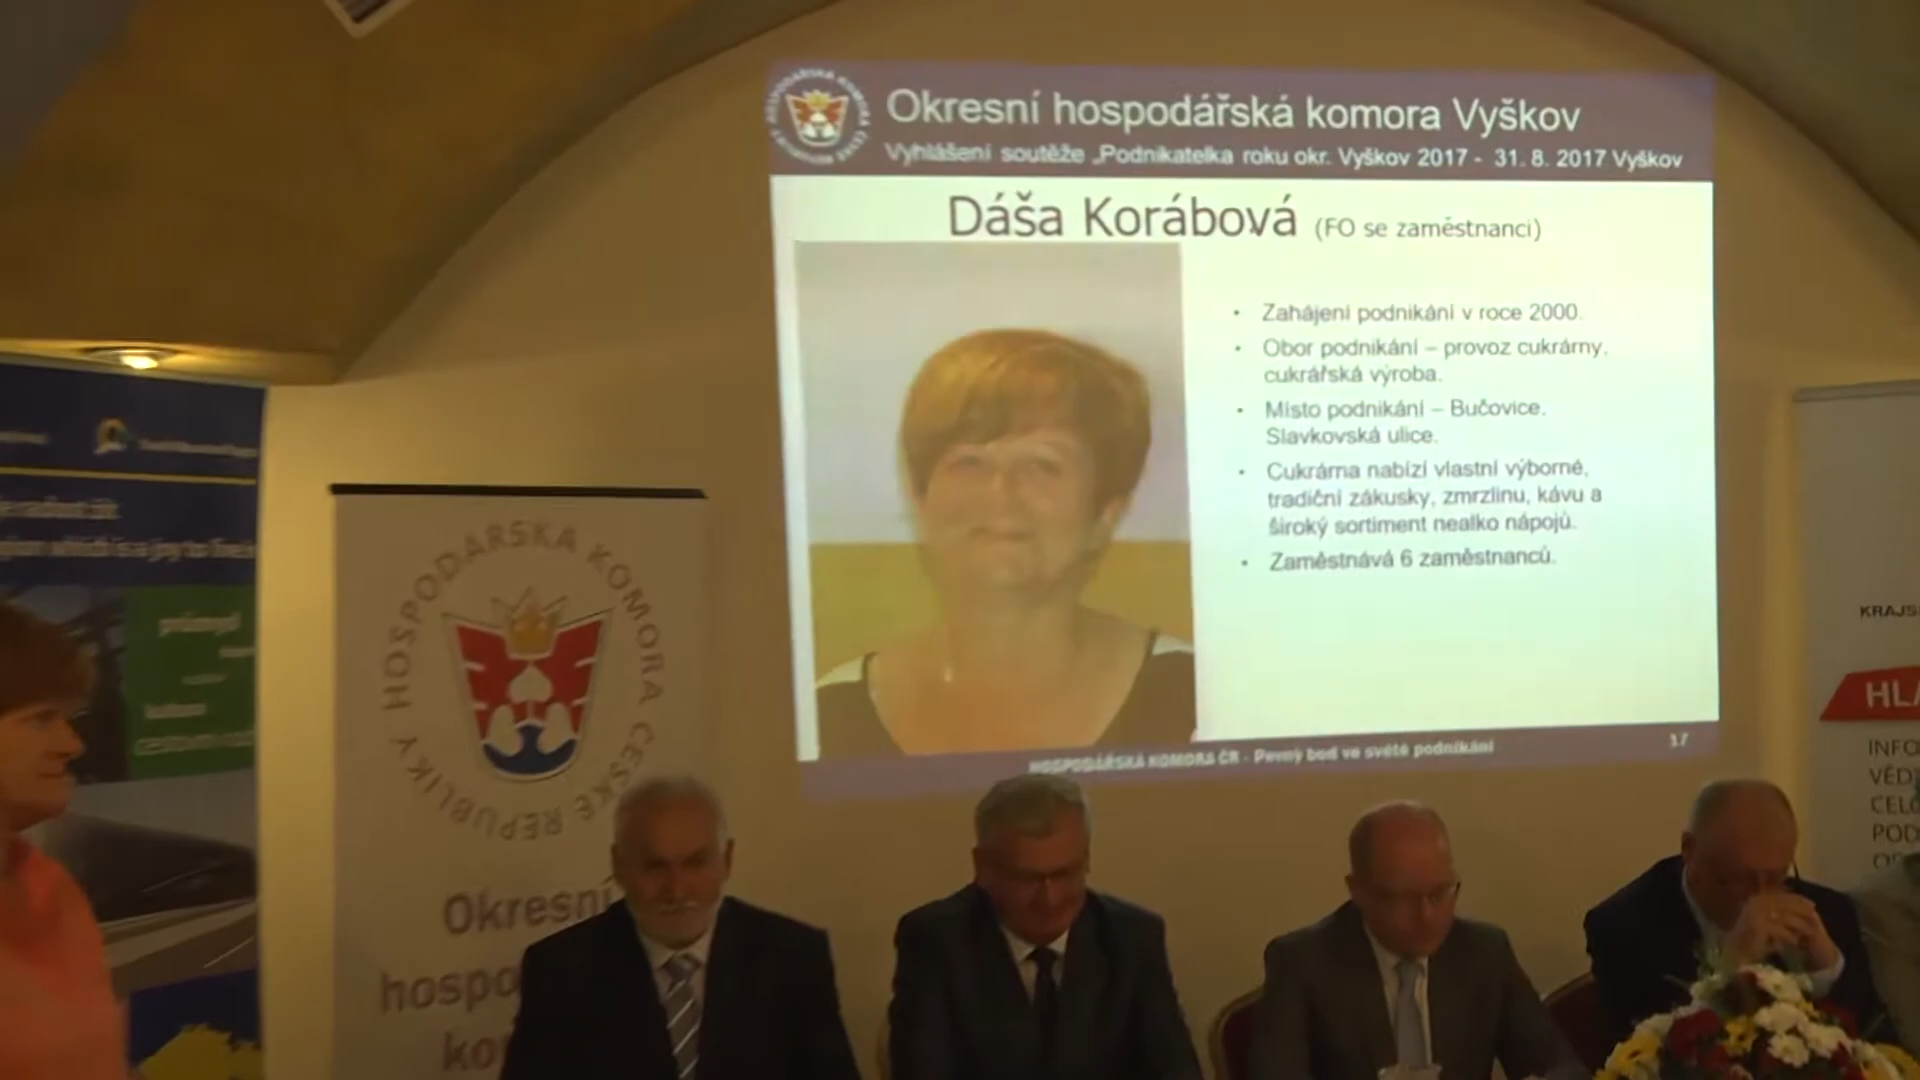 Okresní hospodářská komora Vyškov
Vyhlášení soutěže „Podnikatelka roku okr. Vyškov 2017 - 31. 8. 2017 Vyškov
Dáša Korábová (FO se zaměstnanci)
• Zahájení podnikání v roce 2000.
• Obor podnikání – provoz cukrárny,
cukrářská výroba.
• Místo podnikání – Bučovice,
Slavkovská ulice.
• Cukrárna nabízí vlastní výborné,
tradiční zákusky, zmrzlinu, kávu a
široký sortiment nealko nápojů.
• Zaměstnává 6 zaměstnanců.
HOSPODÁŘSKÁ KOMORA ČR - Pevný bod ve světě podnikání
17
HOSPODÁŘSKÁ KOMORA ČESKÉ REPUBLIKY
Okresní
hospo
ko
průmysl
KRAJS
HLA
INFO
VĚD
CELO
POD